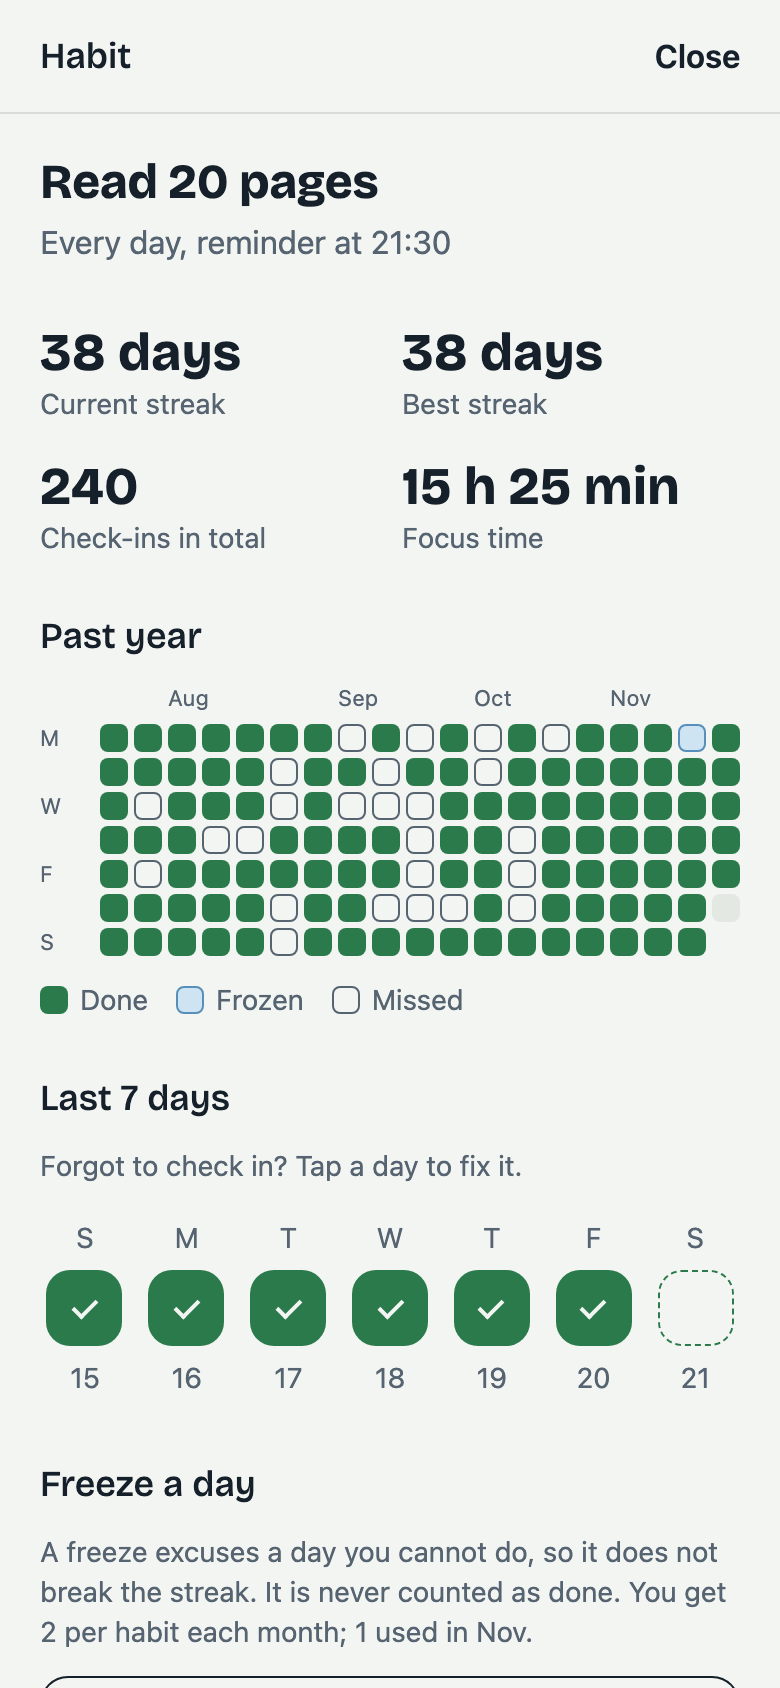 Habit
Close
Read 20 pages
Every day, reminder at 21:30
38 days
Current streak
38 days
Best streak
240
Check-ins in total
15 h 25 min
Focus time
Past year
Aug Sep Oct Nov
M
W
F
S
Done Frozen Missed
Last 7 days
Forgot to check in? Tap a day to fix it.
S M T W T F S
15 16 17 18 19 20 21
Freeze a day
A freeze excuses a day you cannot do, so it does not
break the streak. It is never counted as done. You get
2 per habit each month; 1 used in Nov.